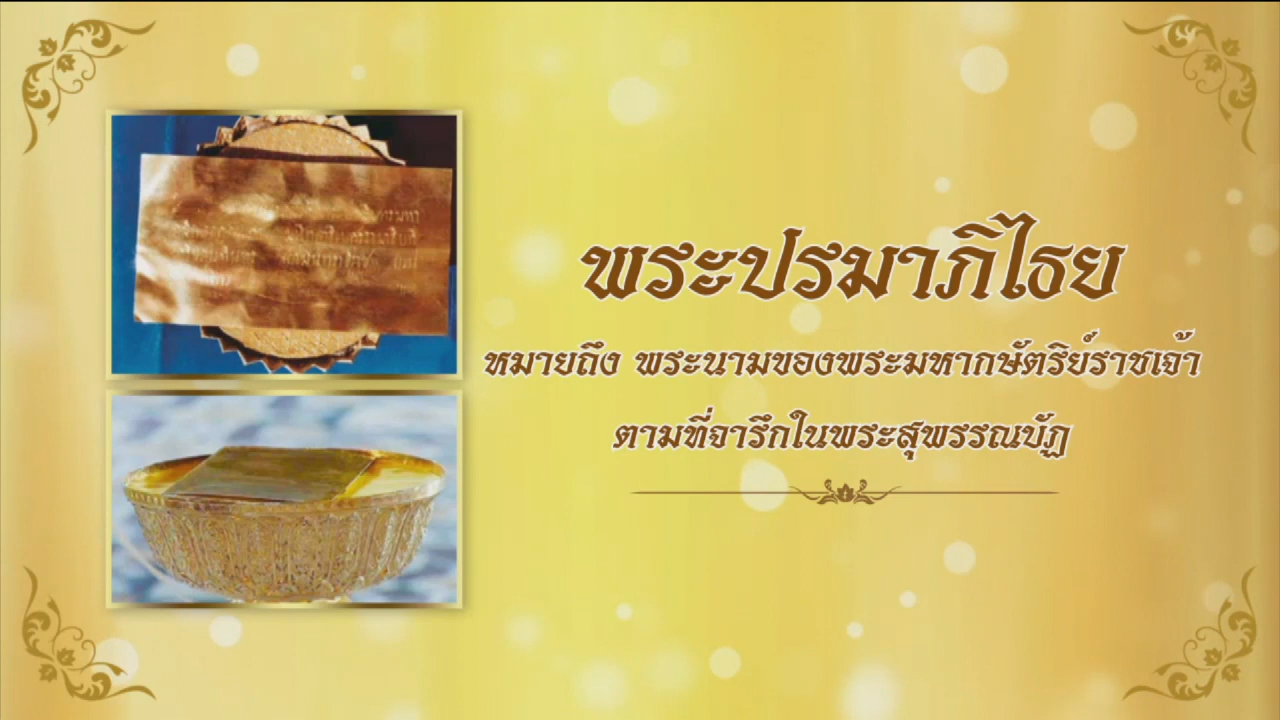 พระปรมาภิไธย
หมายถึง พระนามของพระมหากษัตริย์ราชเจ้า
ตามที่จารึกในพระสุพรรณบัฏ